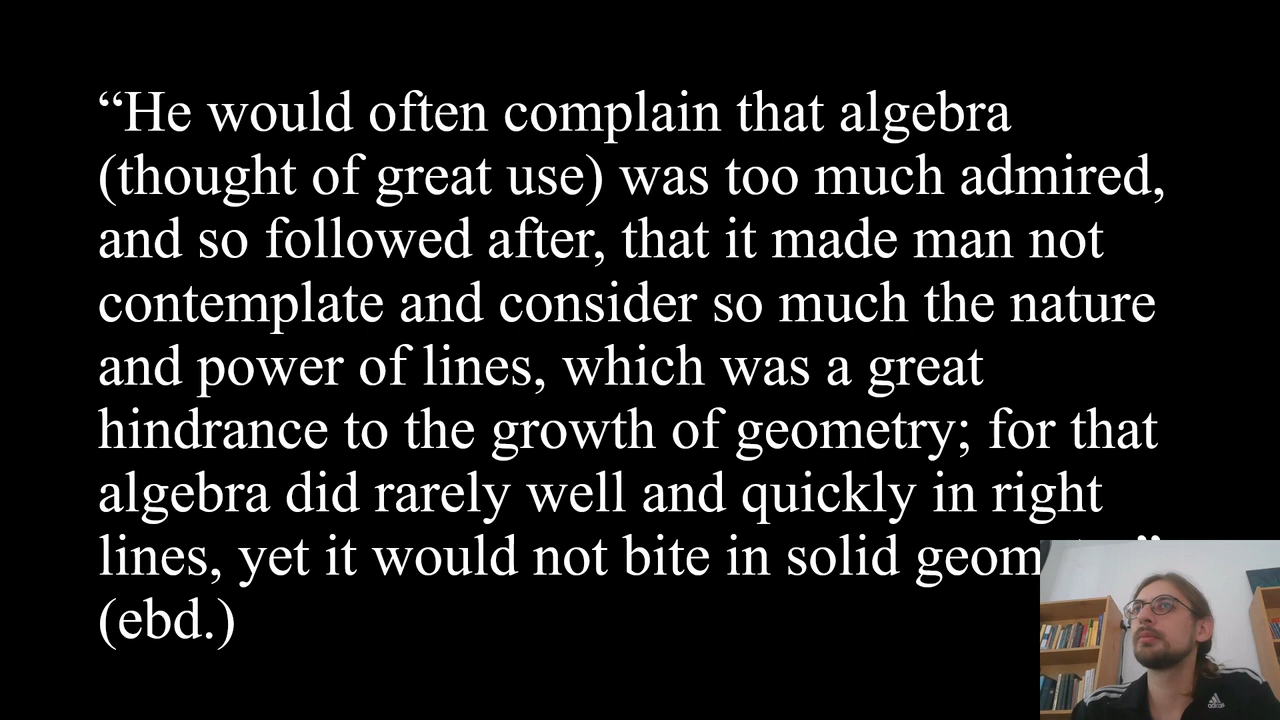 “He would often complain that algebra
(thought of great use) was too much admired,
and so followed after, that it made man not
contemplate and consider so much the nature
and power of lines, which was a great
hindrance to the growth of geometry; for that
algebra did rarely well and quickly in right
lines, yet it would not bite in solid
(ebd.)
adidas